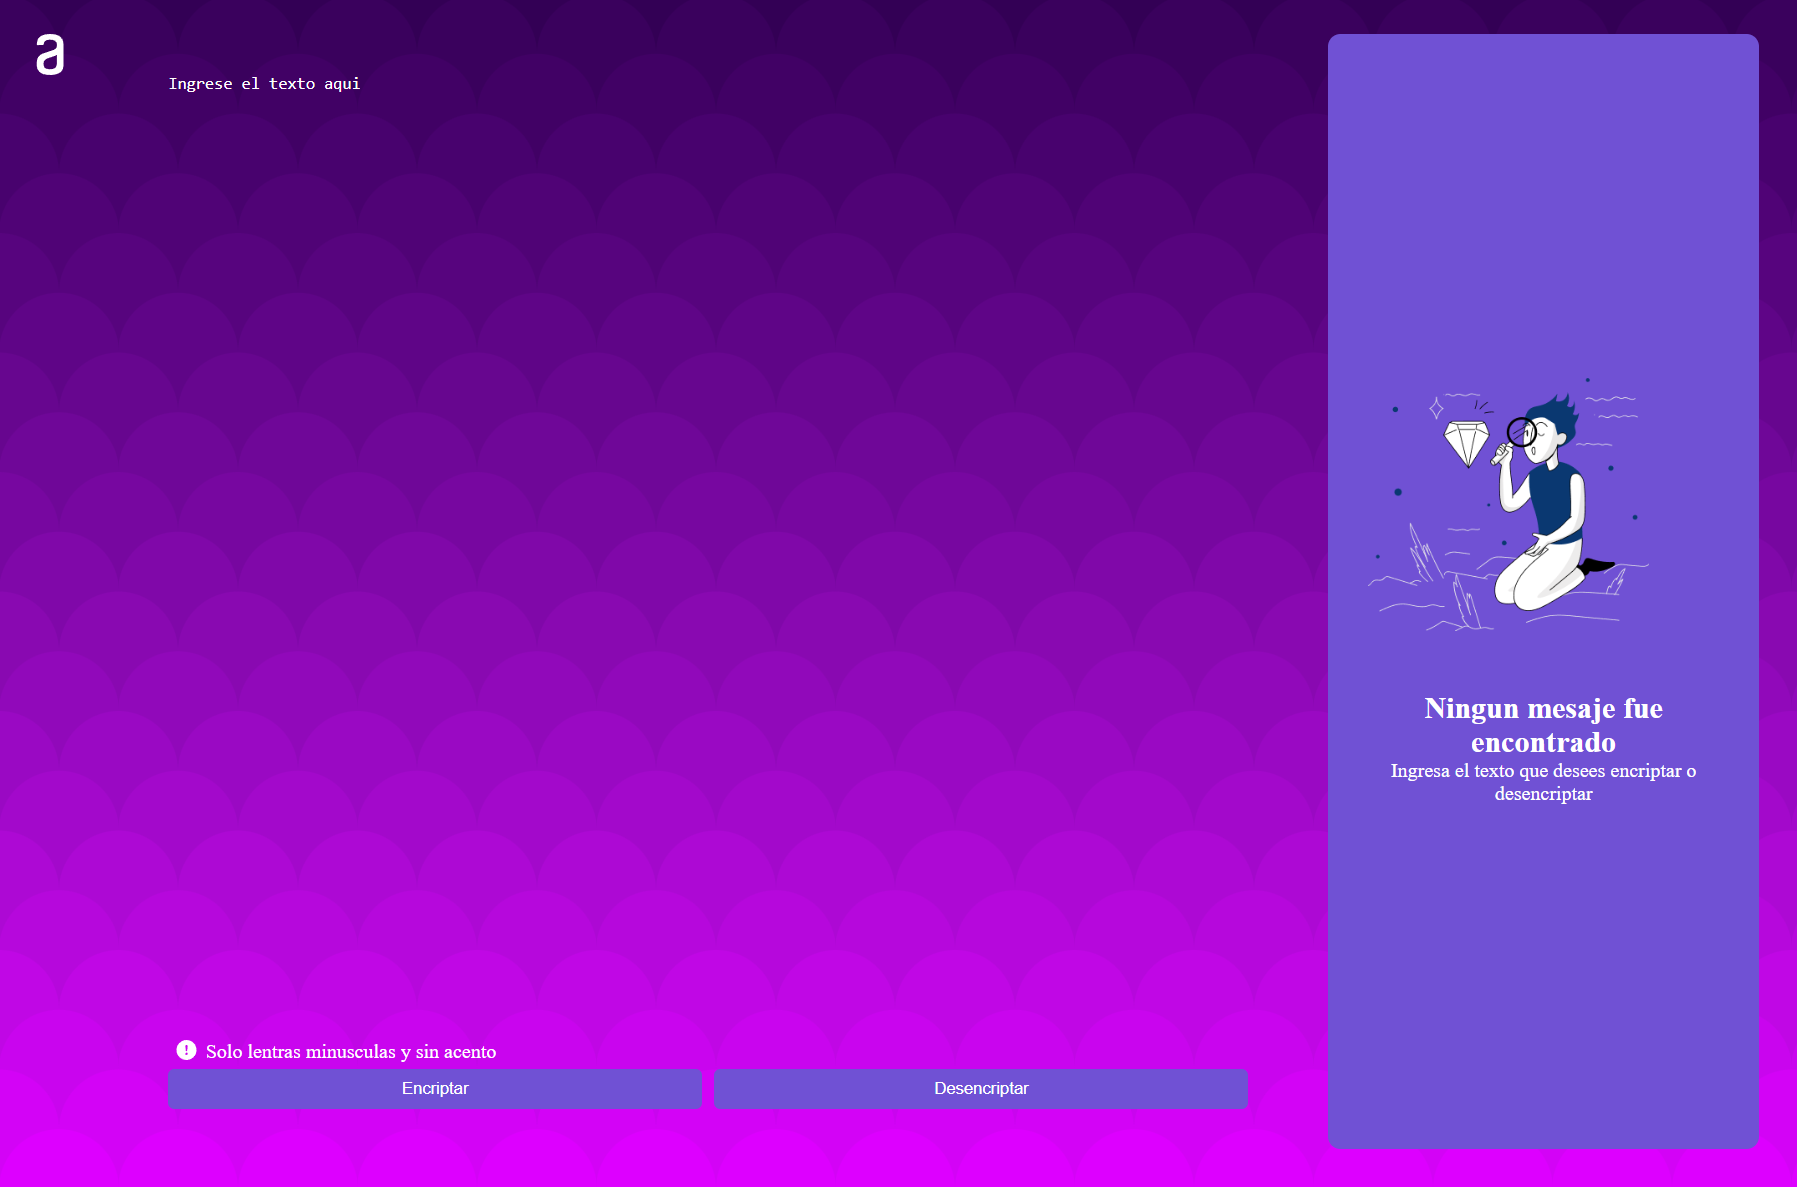 a
Ingrese el texto aqui
Solo lentras minusculas y sin acento
Encriptar
Desencriptar
Ningun mesaje fue
encontrado
Ingresa el texto que desees encriptar o
desencriptar